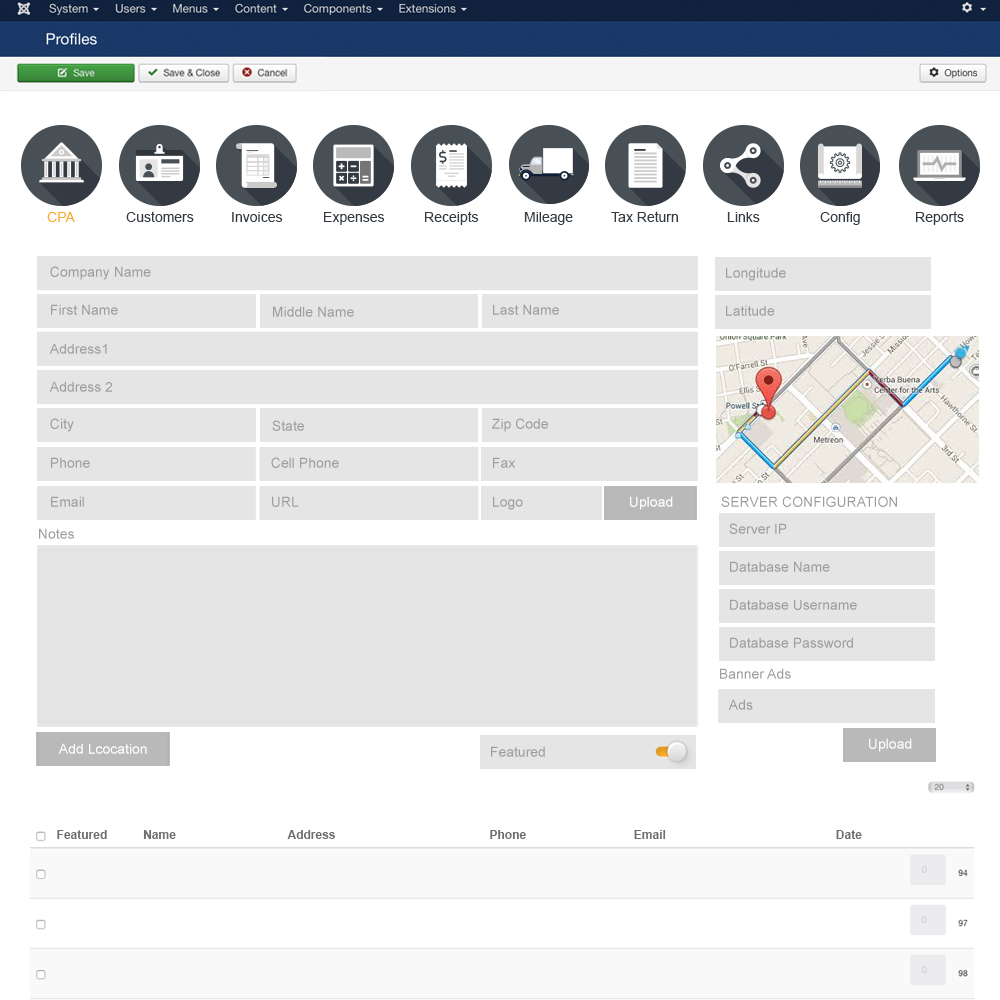 System Users Menus Content Components Extensions
Profiles
Save Save & Close Cancel Options
CPA Customers Invoices Expenses Receipts Mileage Tax Return Links Config Reports
Company Name
First Name Middle Name Last Name
Address1
Address 2
City State Zip Code
Phone Cell Phone Fax
Email URL Logo Upload
Notes
Add Lcocation
Featured
Longitude
Latitude
Union Square Park
O'Farrell St
Ellis St
Powell St
Jessie St
Mission
Yerba Buena
Center for the Arts
Hawthorne St
Metreon
3rd St
SERVER CONFIGURATION
Server IP
Database Name
Database Username
Database Password
Banner Ads
Ads
Upload
20
Featured Name Address Phone Email Date
0 94
0 97
0 98